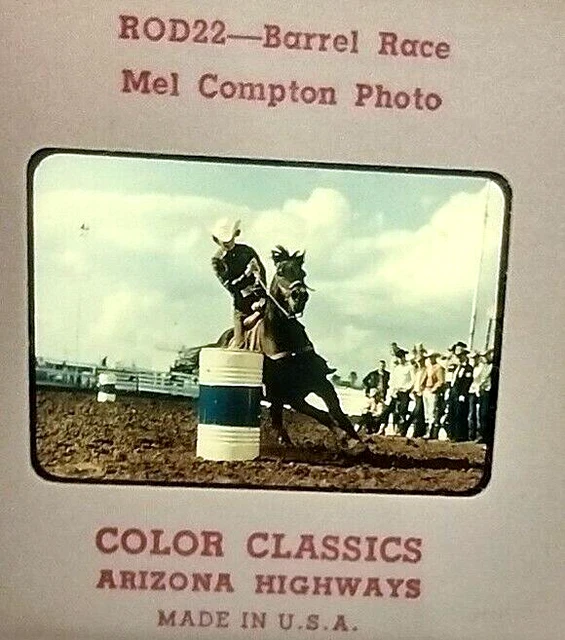 ROD22—Barrel Race
Mel Compton Photo
COLOR CLASSICS
ARIZONA HIGHWAYS
MADE IN U.S.A.